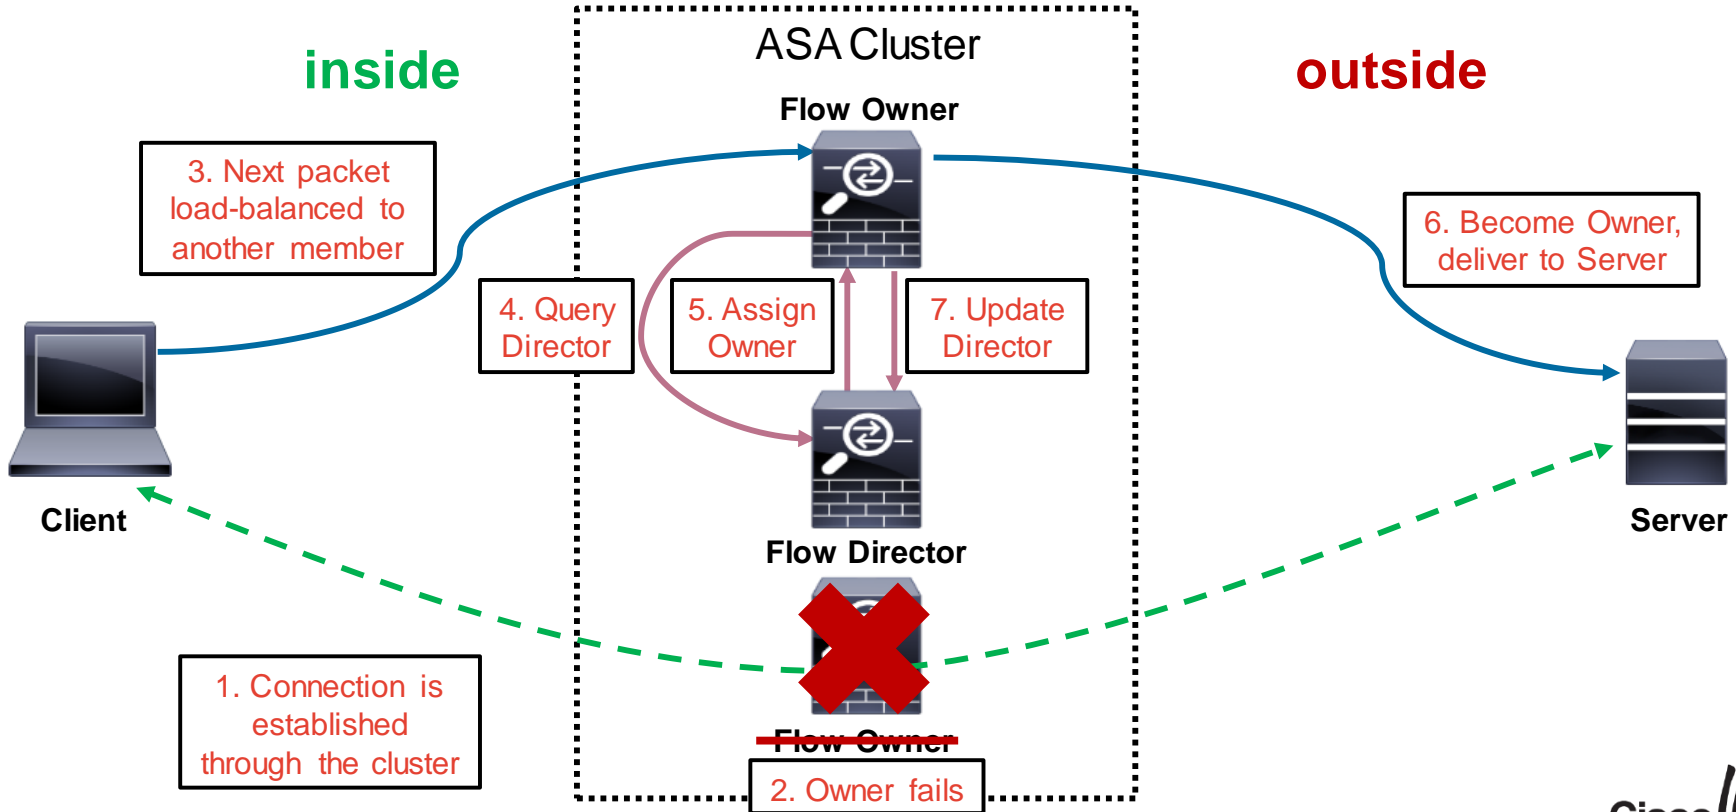 ASA Cluster
inside
outside
Flow Owner
3. Next packet
load-balanced to
another member
6. Become Owner,
deliver to Server
4. Query
Director
5. Assign
Owner
7. Update
Director
Client
Server
Flow Director
1. Connection is
established
through the cluster
Flow Owner
2. Owner fails